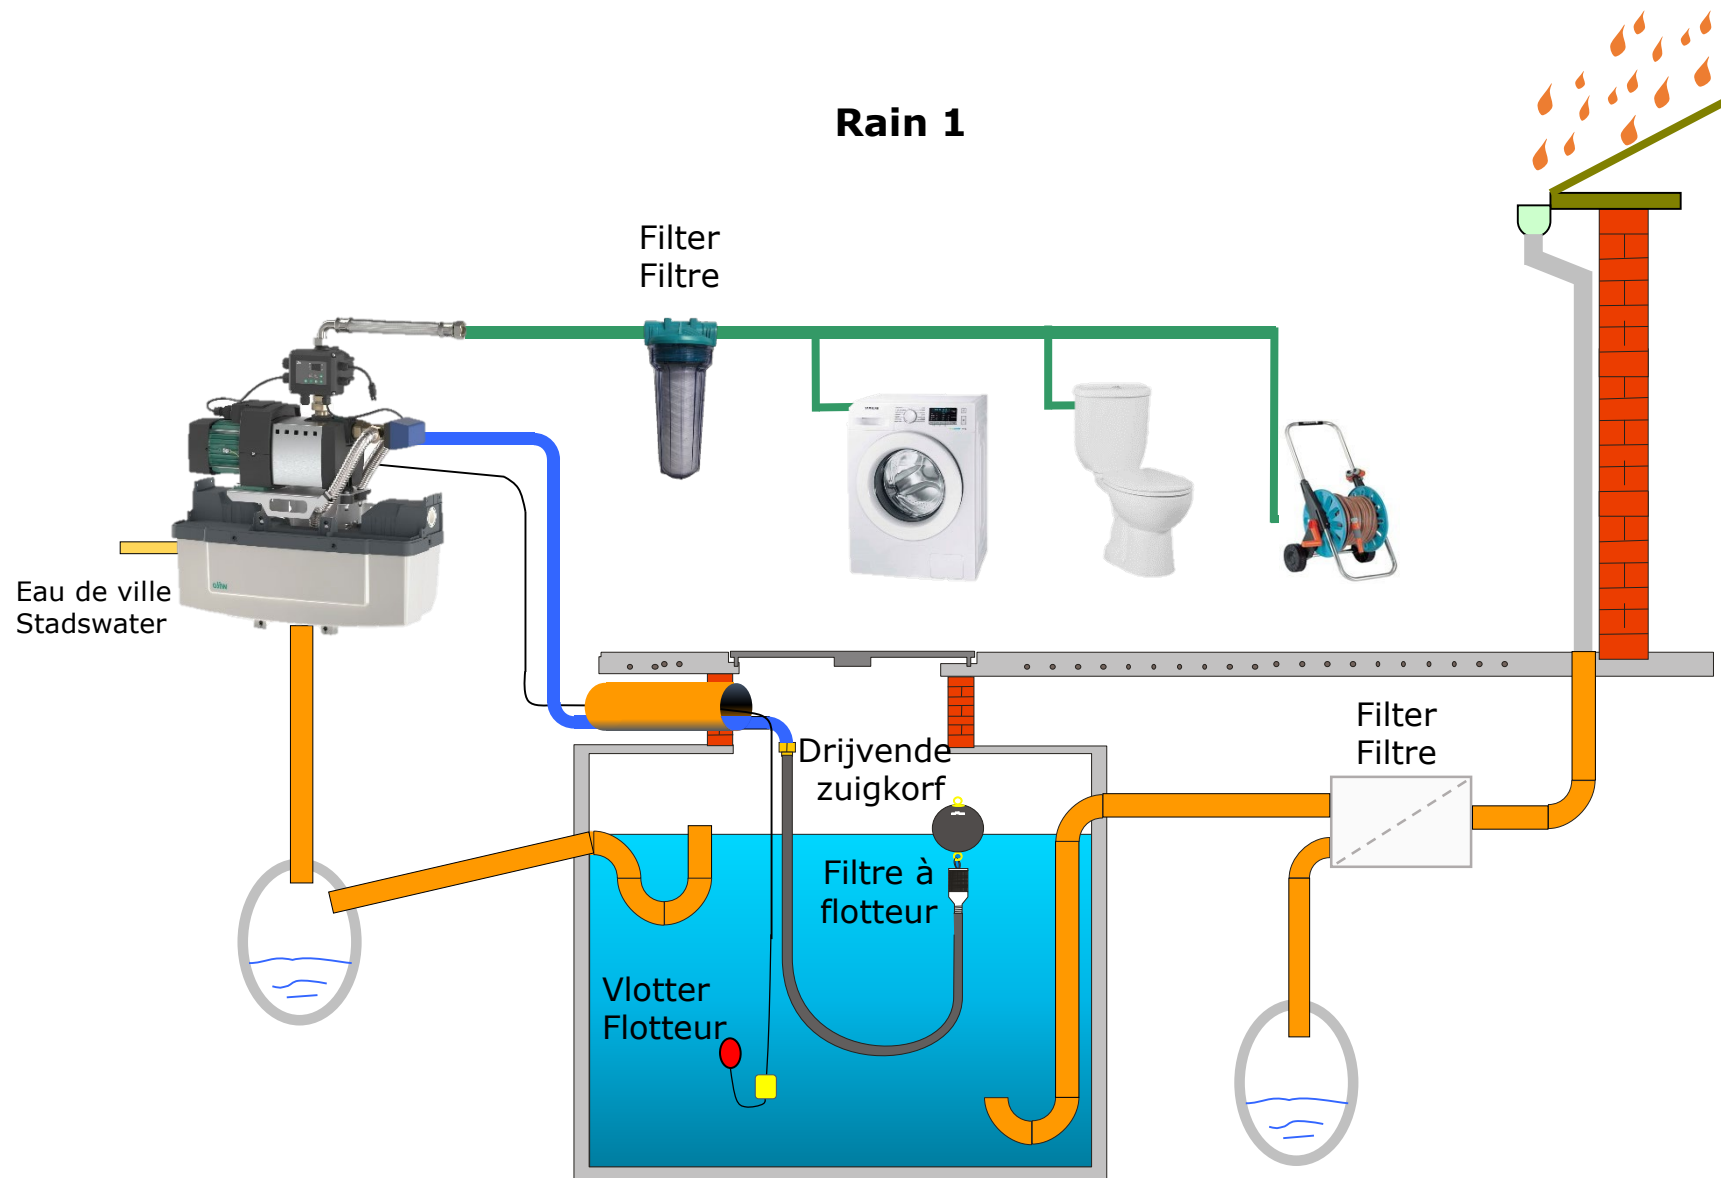 Rain 1
Filter
Filtre
Eau de ville
Stadswater
Filter
Filtre
Drijvende
zuigkorf
Filtre à
flotteur
Vlotter
Flotteur